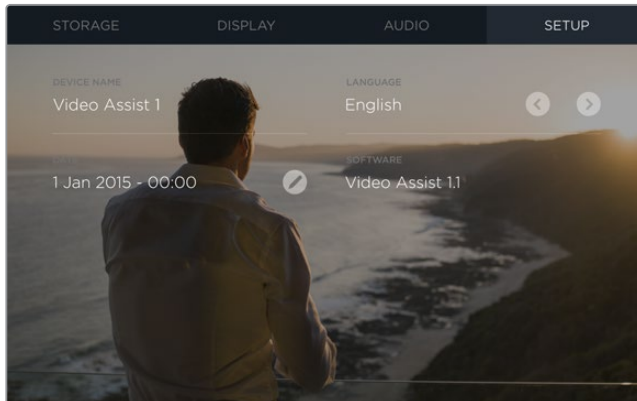 STORAGE DISPLAY AUDIO SETUP
DEVICE NAME LANGUAGE
Video Assist 1 English
DATE SOFTWARE
1 Jan 2015 - 00:00 Video Assist 1.1